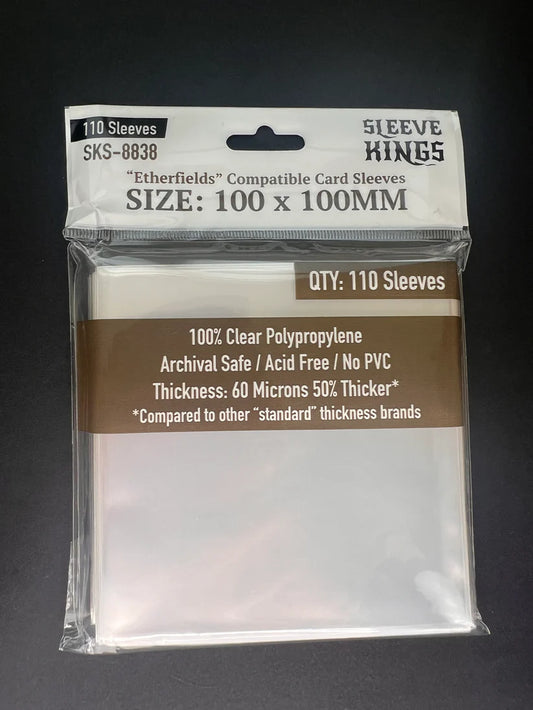 110 Sleeves
SKS-8838
SLEEVE
KINGS
"Etherfields" Compatible Card Sleeves
SIZE: 100 x 100MM
QTY: 110 Sleeves
100% Clear Polypropylene
Archival Safe / Acid Free / No PVC
Thickness: 60 Microns 50% Thicker*
*Compared to other "standard" thickness brands